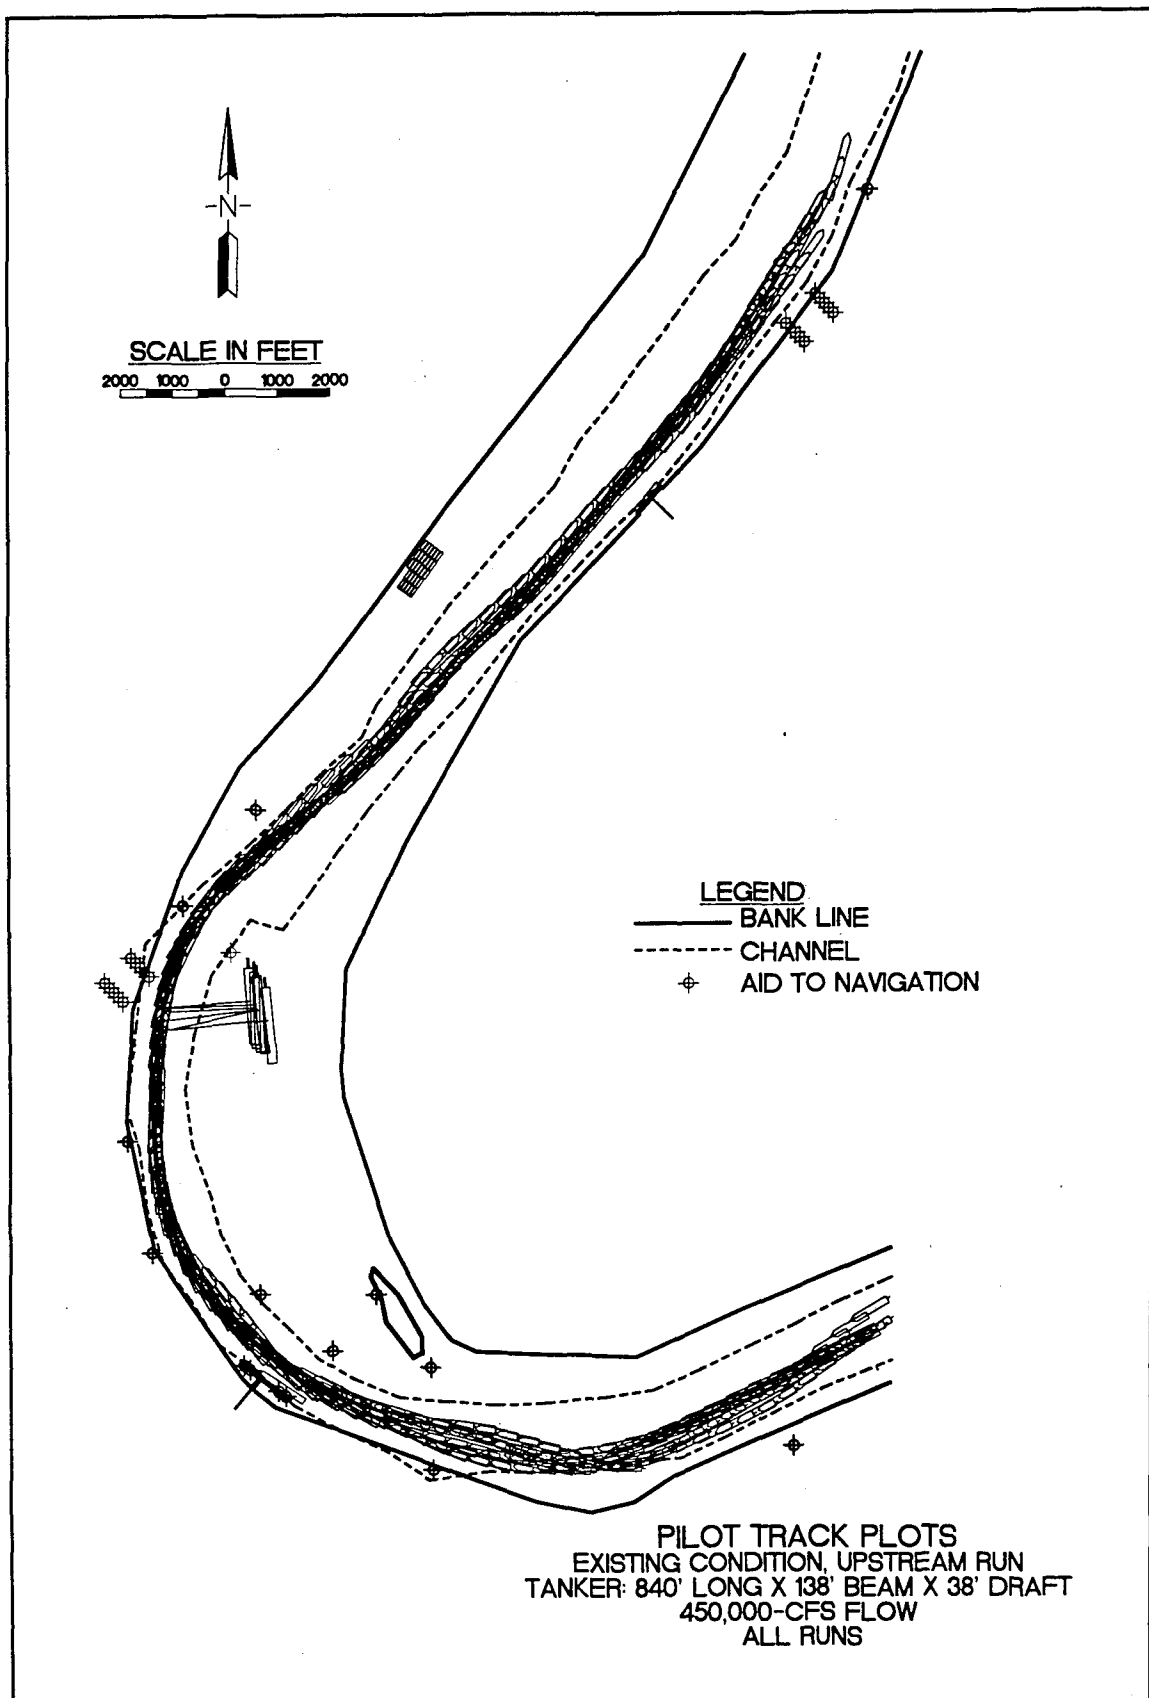 -N-
SCALE IN FEET
2000 1000 0 1000 2000
LEGEND
BANK LINE
CHANNEL
AID TO NAVIGATION
PILOT TRACK PLOTS
EXISTING CONDITION, UPSTREAM RUN
TANKER: 840' LONG X 138' BEAM X 38' DRAFT
450,000-CFS FLOW
ALL RUNS